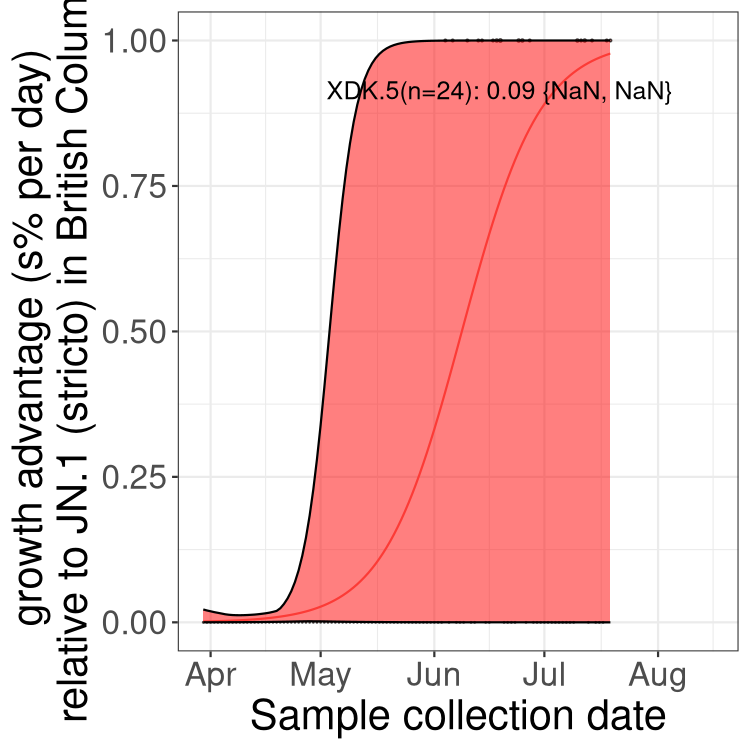 growth advantage (s% per day)
relative to JN.1 (stricto) in British Colum
1.00
0.75
0.50
0.25
0.00
XDK.5(n=24): 0.09 {NaN, NaN}
Apr May Jun Jul Aug
Sample collection date